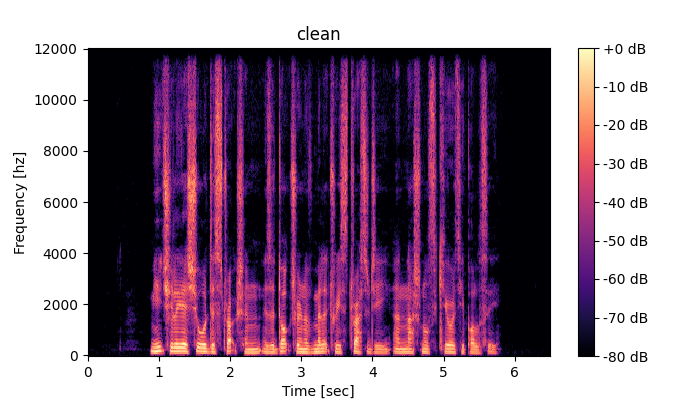 clean
12000
10000
8000
6000
4000
2000
0
Frequency [hz]
0 1 2 3 4 5 6
Time [sec]
+0 dB
-10 dB
-20 dB
-30 dB
-40 dB
-50 dB
-60 dB
-70 dB
-80 dB